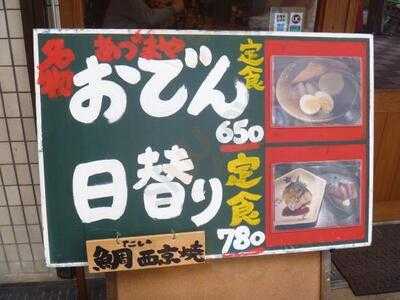 名物
あづまや
おでん定食
650
日替り定食
780
たい
鯛西京焼